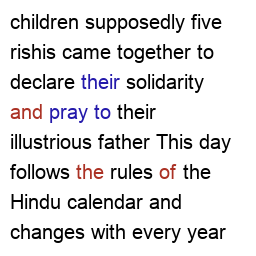 children supposedly five
rishis came together to
declare their solidarity
and pray to their
illustrious father This day
follows the rules of the
Hindu calendar and
changes with every year